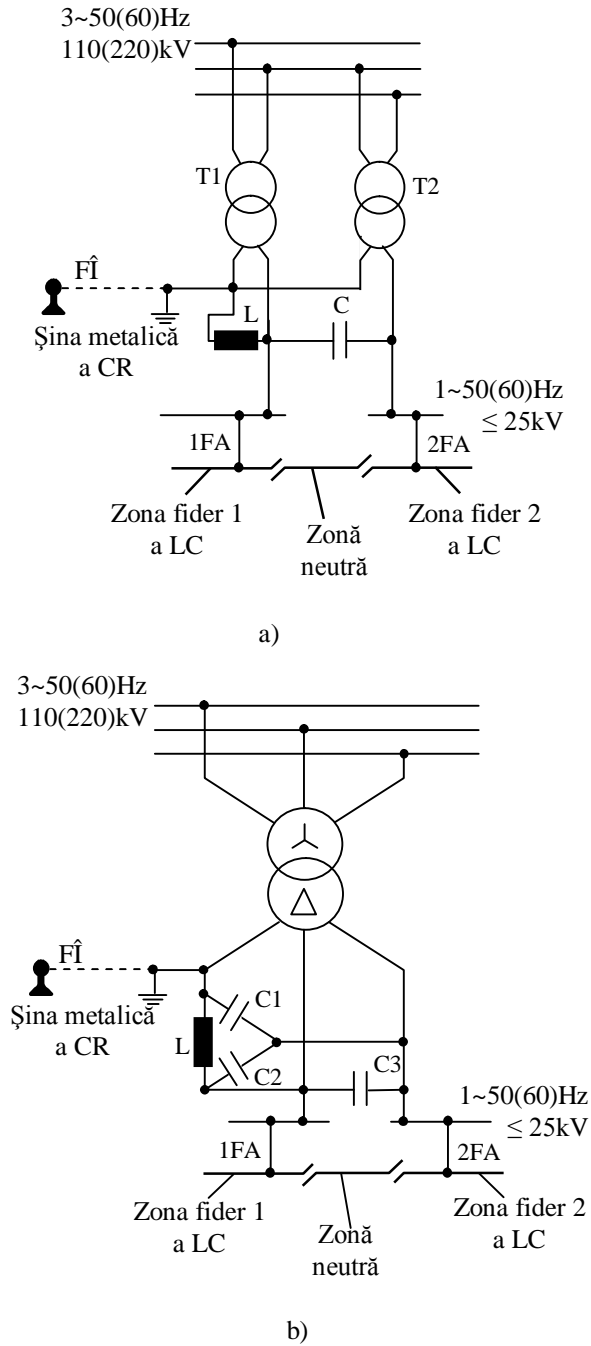 3~50(60)Hz
110(220)kV
T1
T2
FÎ
C
L
Şina metalică
a CR
1~50(60)Hz
≤ 25kV
1FA
2FA
Zona fider 1
a LC
Zonă
neutră
Zona fider 2
a LC
a)
3~50(60)Hz
110(220)kV
FÎ
C1
Şina metalică
a CR
L
C2
C3
1~50(60)Hz
≤ 25kV
1FA
2FA
Zona fider 1
a LC
Zonă
neutră
Zona fider 2
a LC
b)